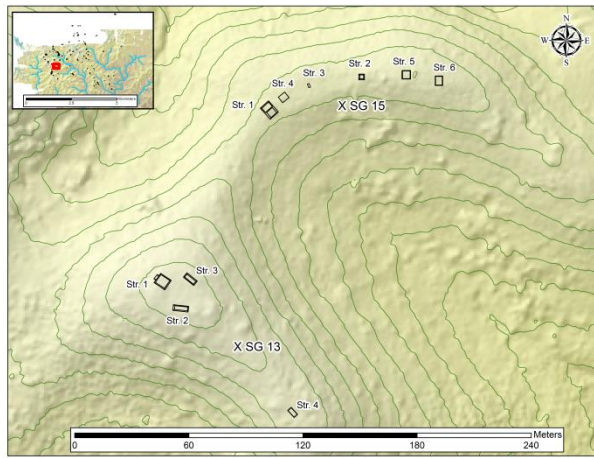 N
W
E
S
Str. 2
Str. 5
Str. 3
Str. 6
Str. 4
Str. 1
X SG 15
Str. 3
Str. 1
Str. 2
X SG 13
Str. 4
Meters
0
60
120
180
240